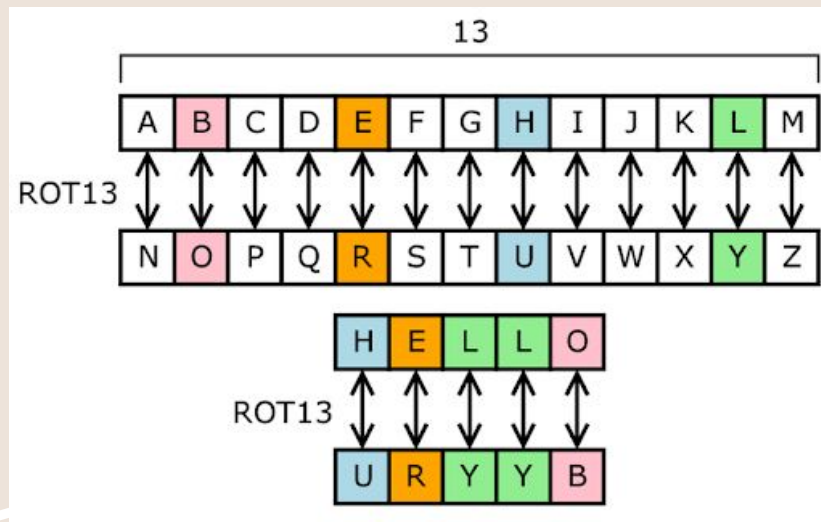 13
A B C D E F G H I J K L M
ROT13
N O P Q R S T U V W X Y Z
H E L L O
ROT13
U R Y Y B